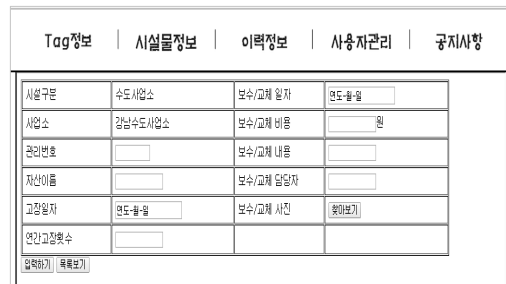 Tag정보 | 시설물정보 | 이력정보 | 사용자관리 | 공지사항
시설구분 수도사업소 보수/교체 일자 연도-월-일
사업소 강남수도사업소 보수/교체 비용 원
관리번호 보수/교체 내용
자산이름 보수/교체 담당자
고장일자 연도-월-일 보수/교체 사진 찾아보기
연간고장횟수
입력하기 목록보기